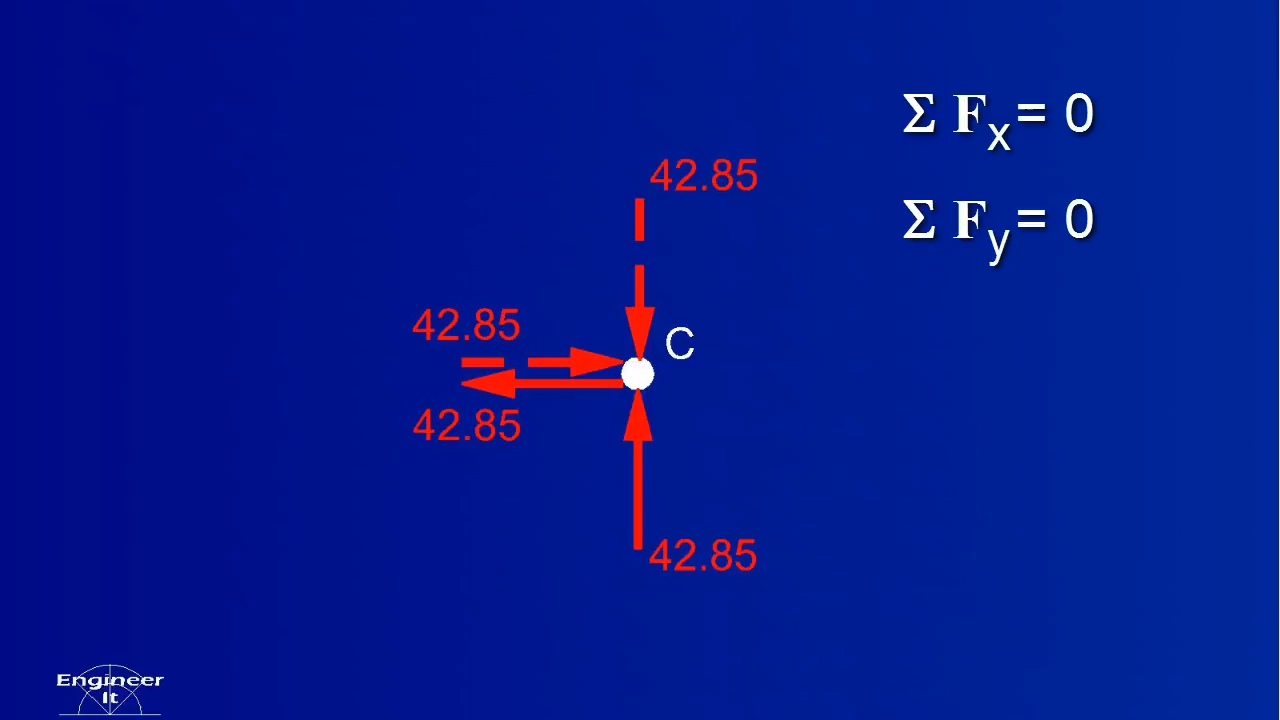 Σ Fx = 0
42.85
Σ Fy = 0
42.85
C
42.85
42.85
Engineer
It